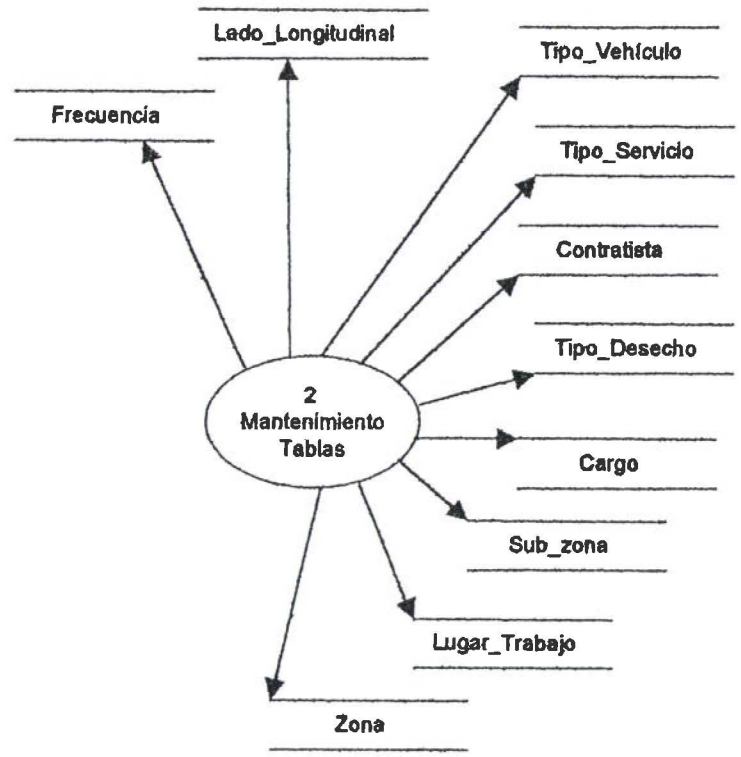 Lado_Longitudinal
Tipo_Vehículo
Frecuencia
Tipo_Servicio
Contratista
Tipo_Desecho
2
Mantenimiento
Tablas
Cargo
Sub_zona
Lugar_Trabajo
Zona